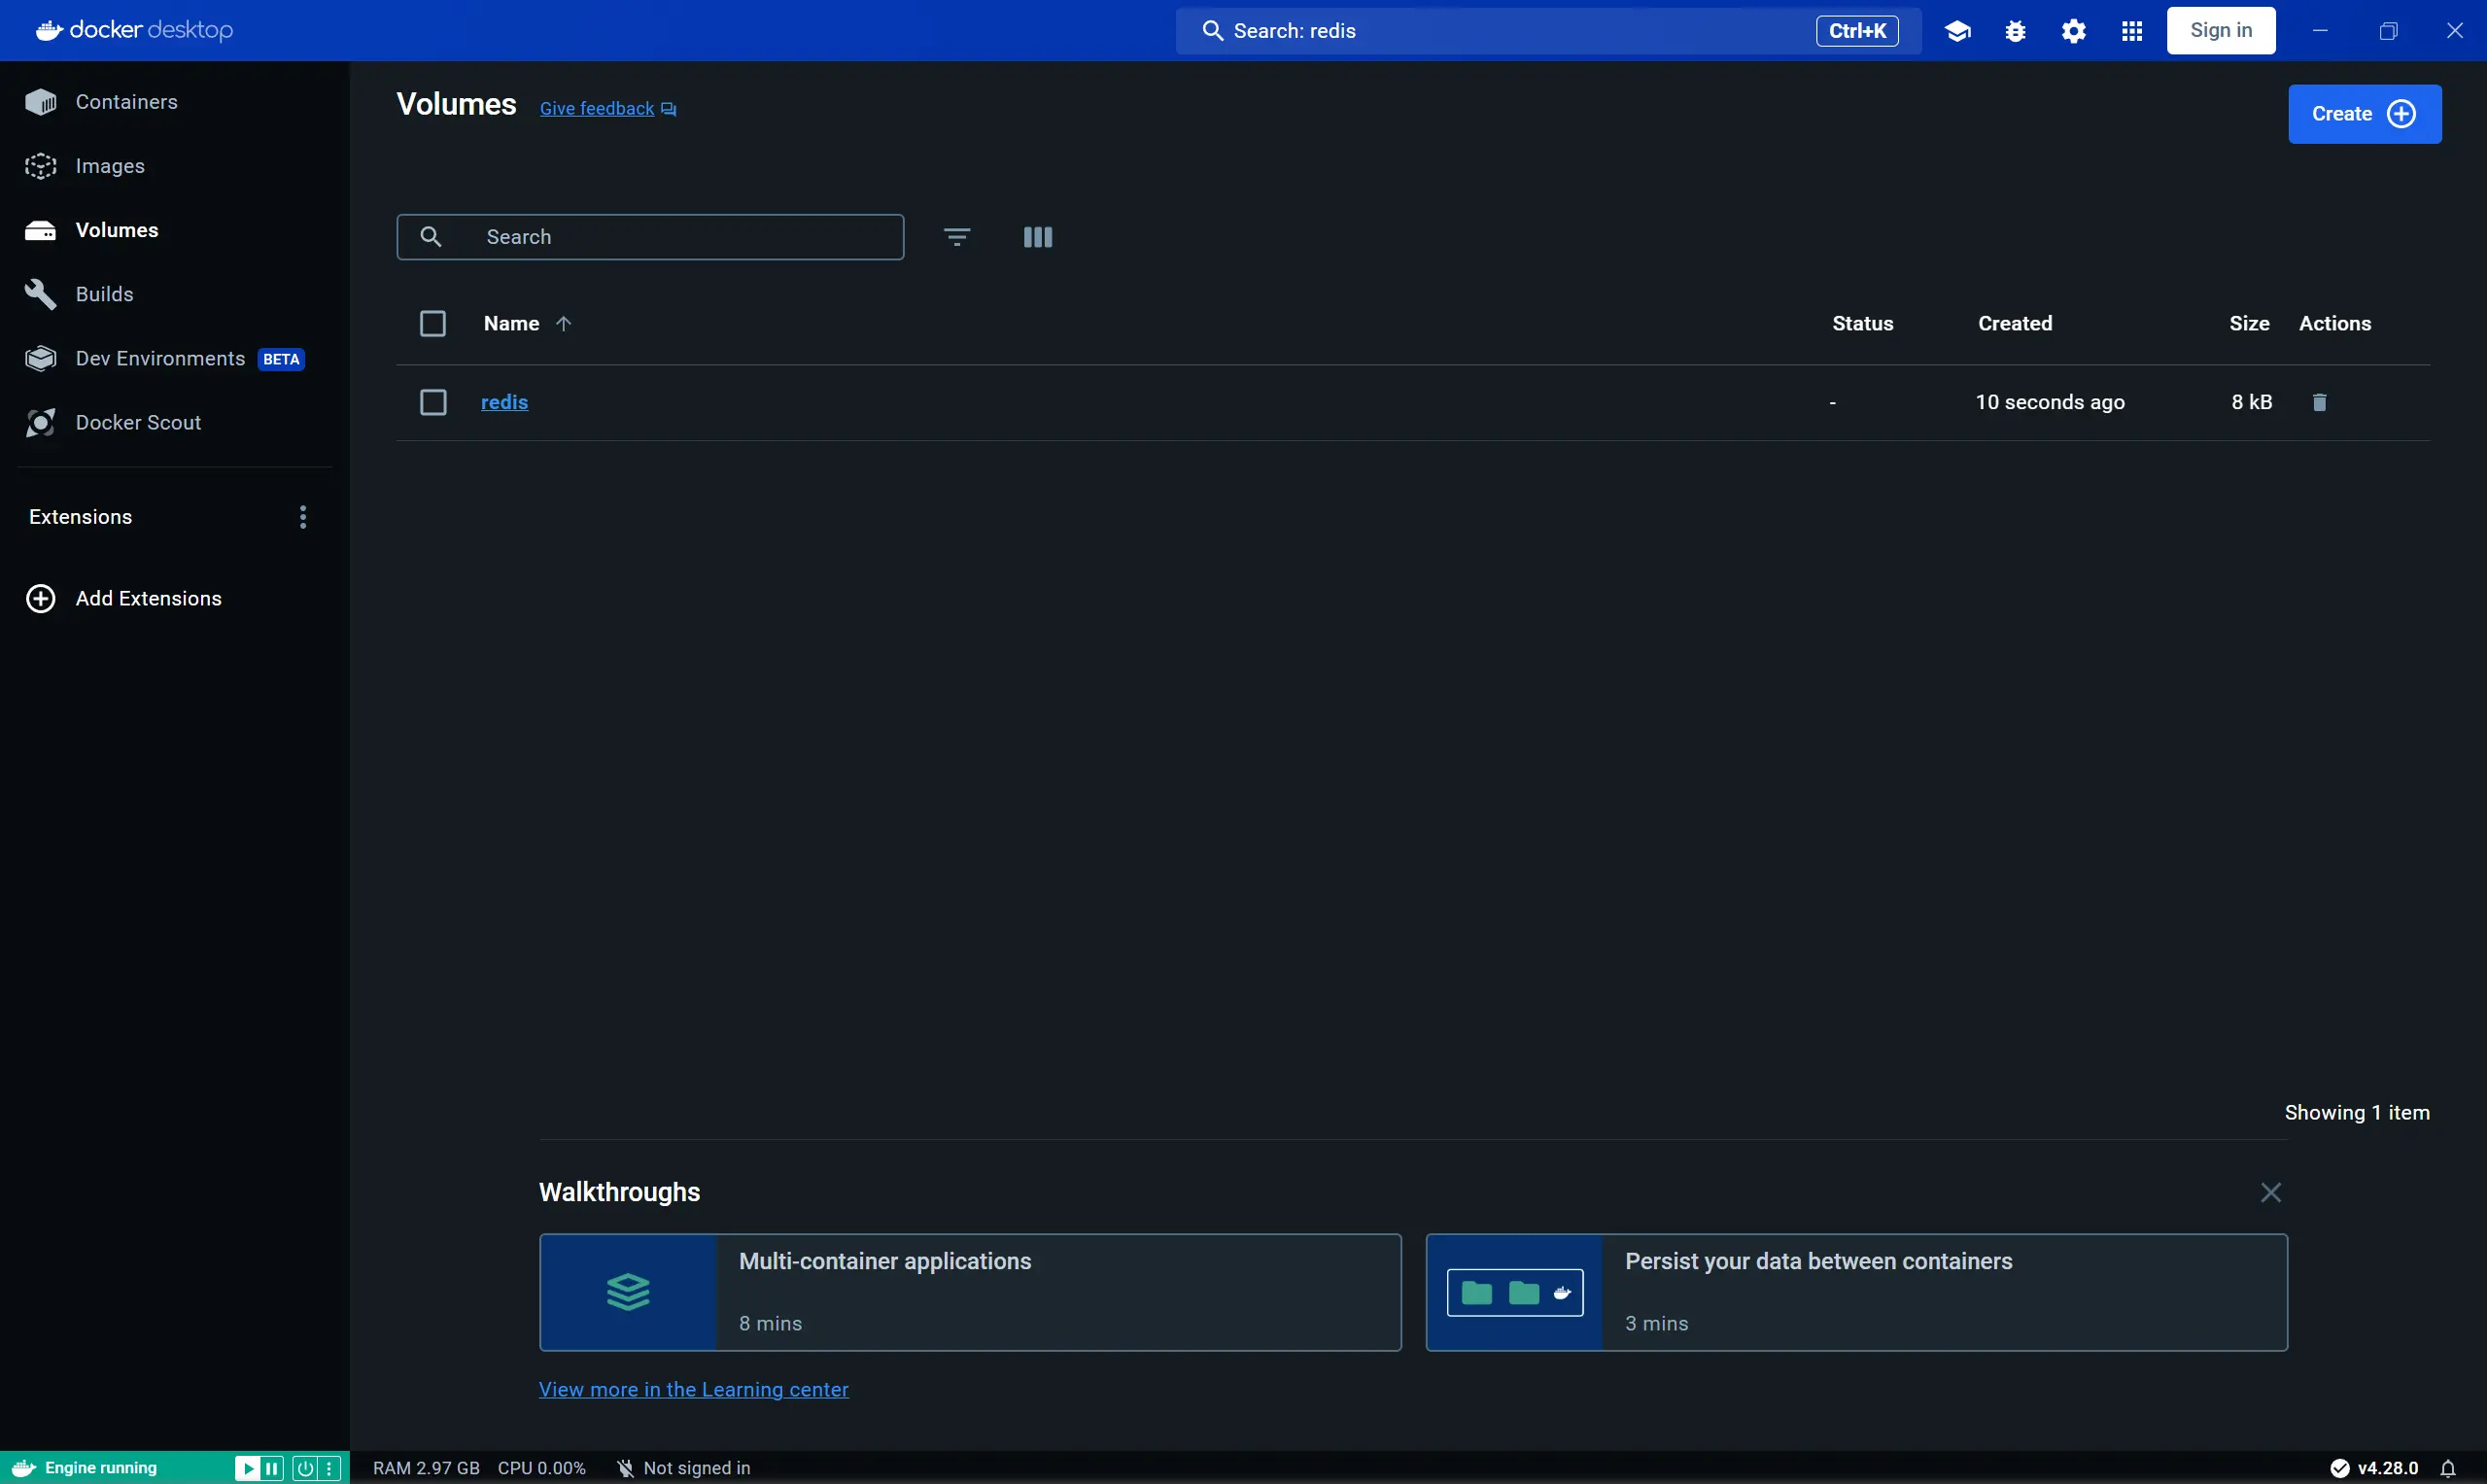 docker desktop
Search: redis
Ctrl+K
Sign in
Containers
Images
Volumes
Builds
Dev Environments BETA
Docker Scout
Extensions
Add Extensions
Volumes
Give feedback
Create
Search
Name Status Created Size Actions
redis - 10 seconds ago 8 kB
Showing 1 item
Walkthroughs
Multi-container applications
8 mins
Persist your data between containers
3 mins
View more in the Learning center
Engine running
RAM 2.97 GB CPU 0.00% Not signed in
v4.28.0